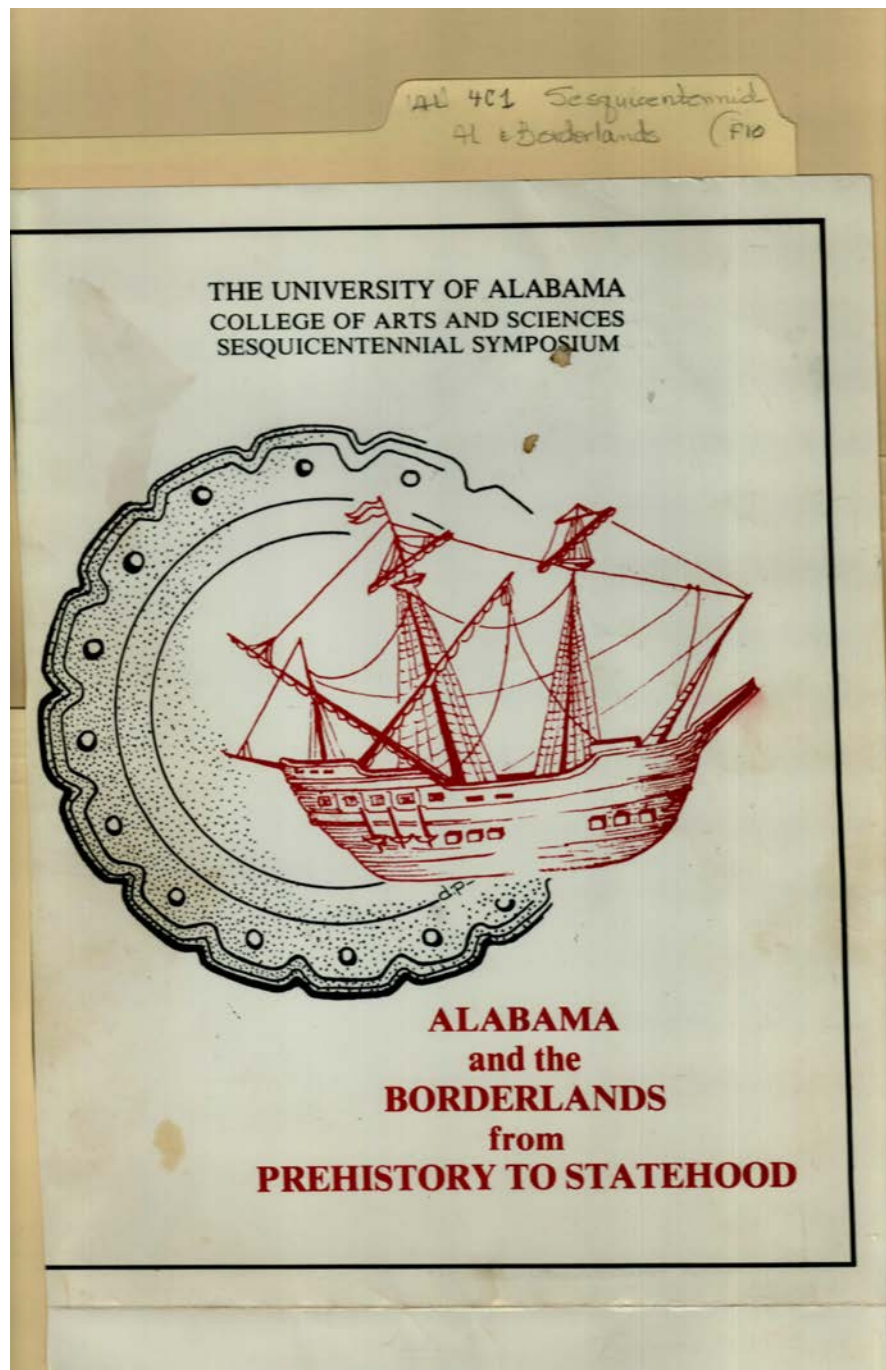 AL 4C1 Sesquicentennial
Al & Borderlands (F10
THE UNIVERSITY OF ALABAMA
COLLEGE OF ARTS AND SCIENCES
SESQUICENTENNIAL SYMPOSIUM
d.p.
ALABAMA
and the
BORDERLANDS
from
PREHISTORY TO STATEHOOD